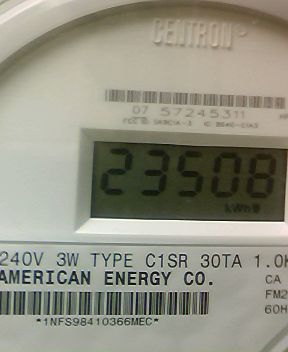 CENTRON
07 57245311
23508
kWh
240V 3W TYPE C1SR 30TA 1.0K
AMERICAN ENERGY CO. CA
FM2
60H
*1NFS98410366MEC*